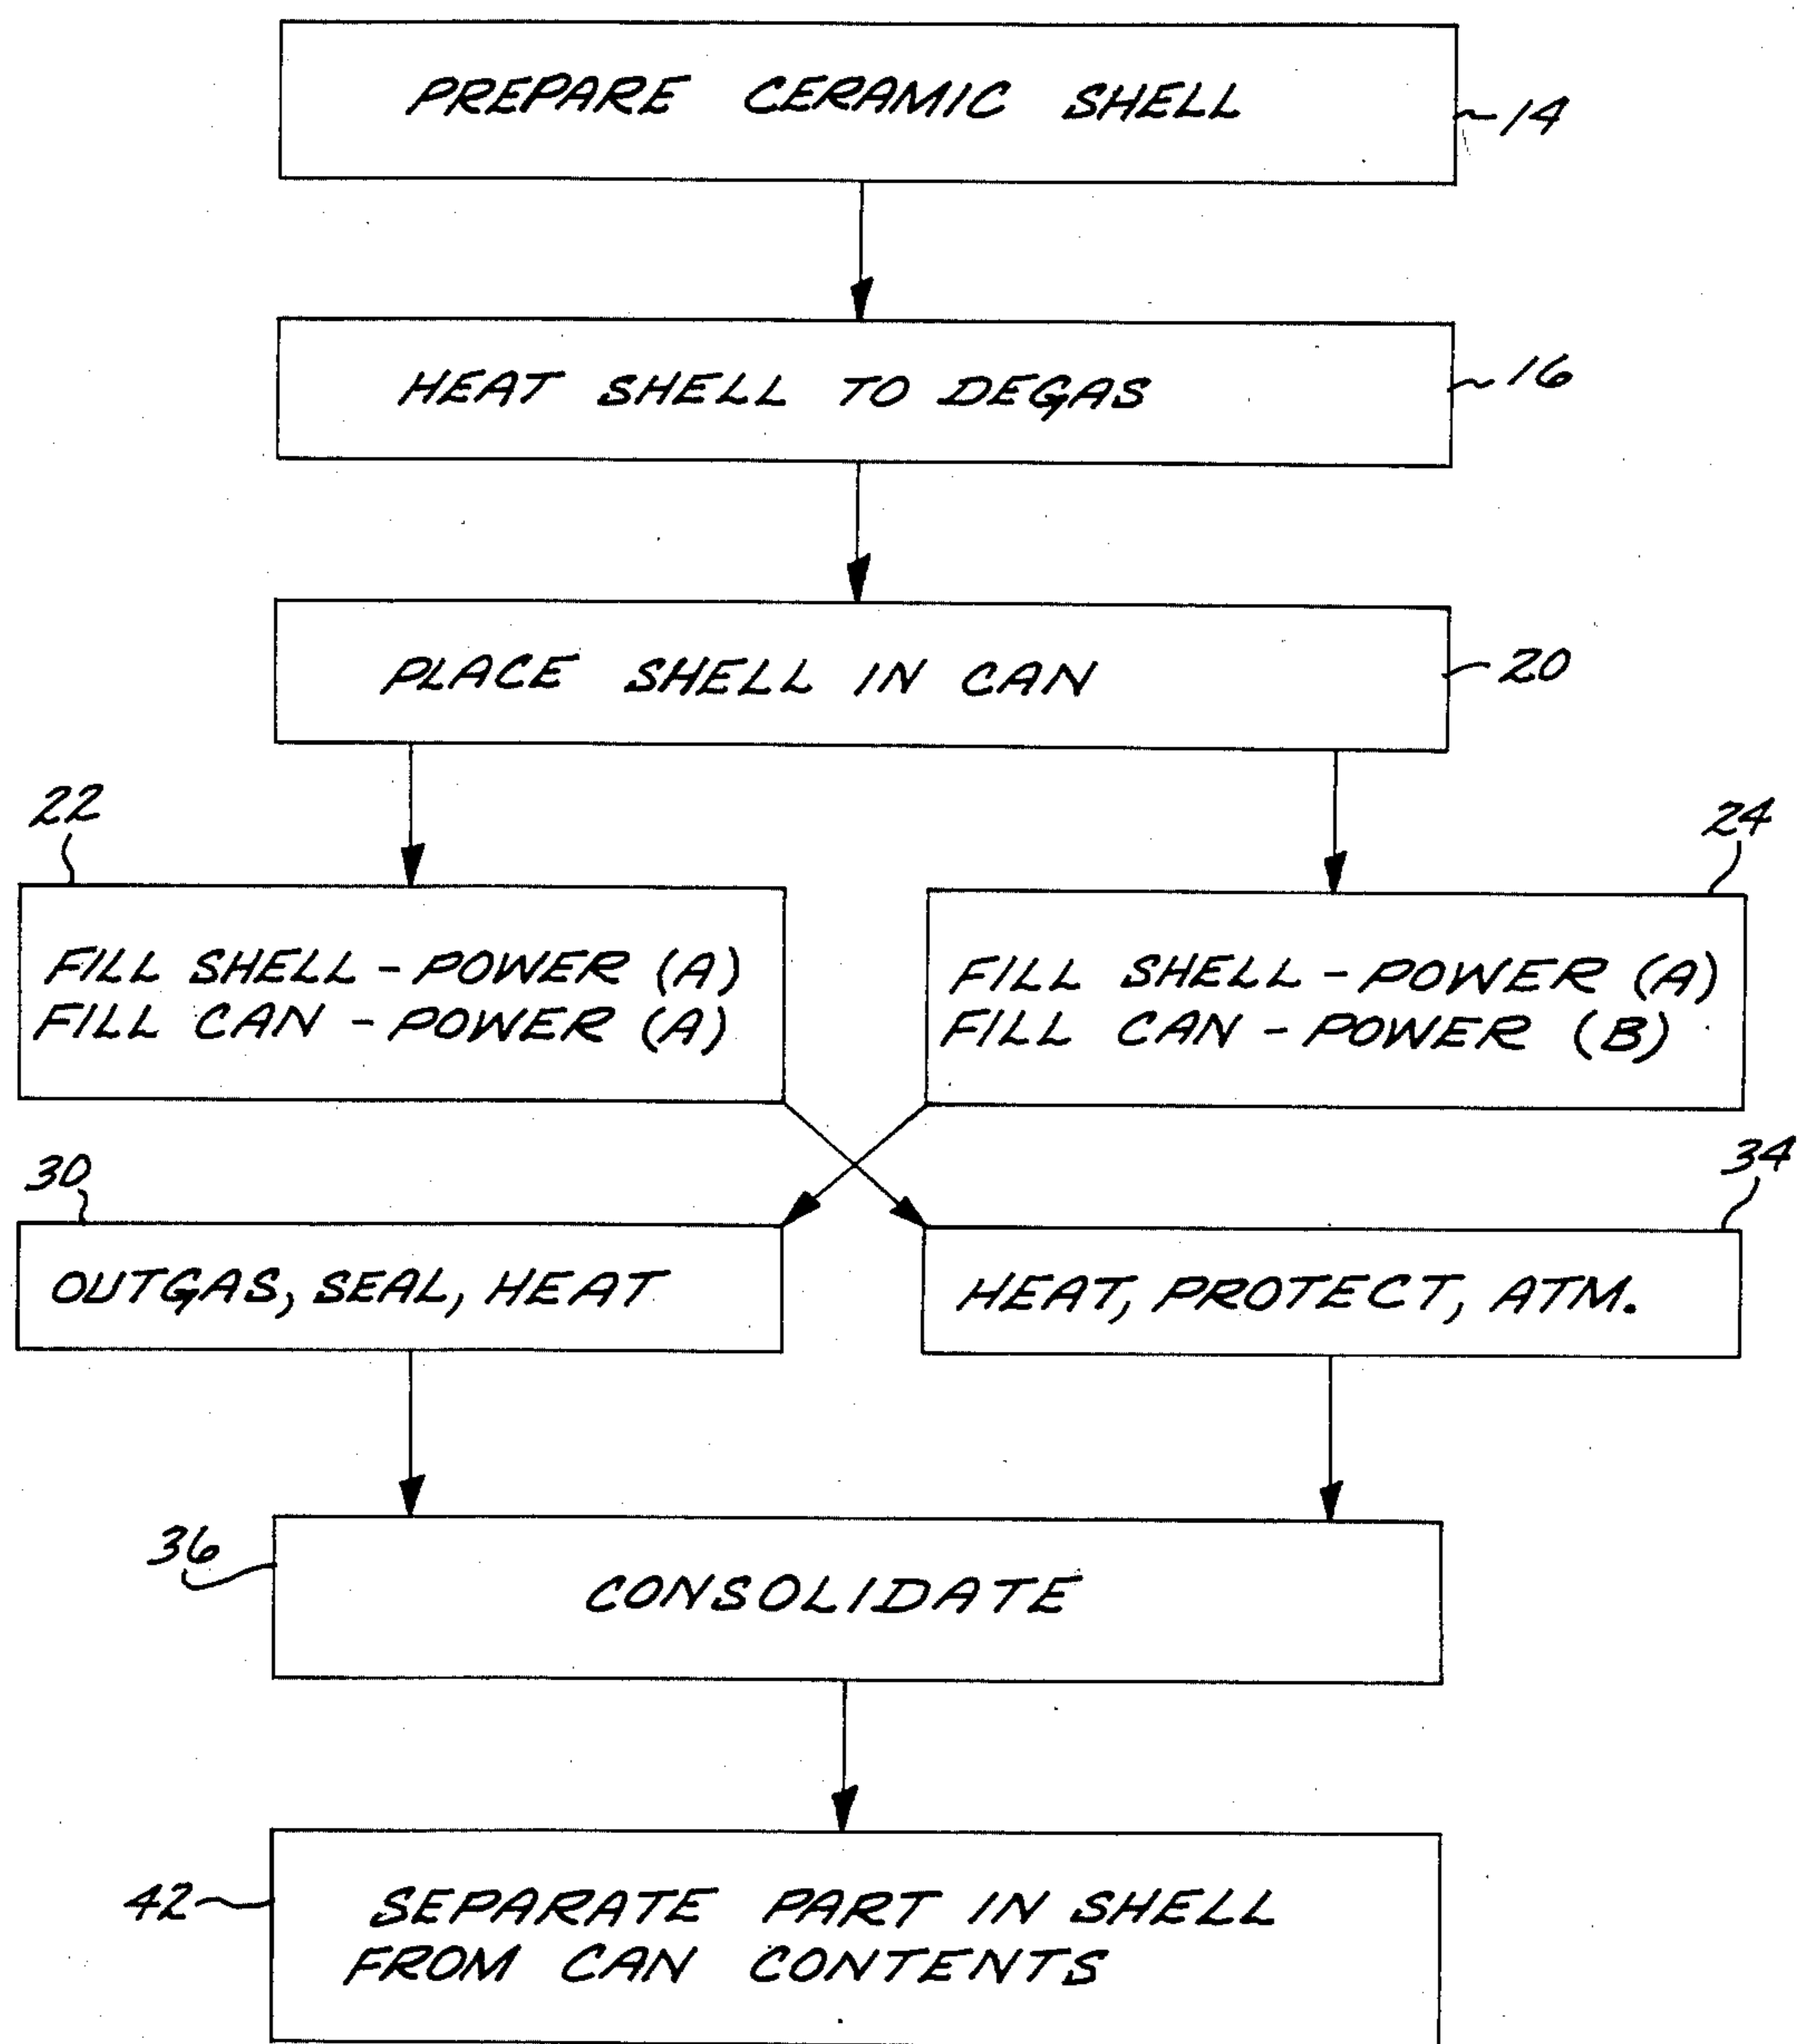 PREPARE CERAMIC SHELL
14
HEAT SHELL TO DEGAS
16
PLACE SHELL IN CAN
20
22
24
FILL SHELL - POWER (A)
FILL CAN - POWER (A)
FILL SHELL - POWER (A)
FILL CAN - POWER (B)
30
34
OUTGAS, SEAL, HEAT
HEAT, PROTECT, ATM.
36
CONSOLIDATE
42
SEPARATE PART IN SHELL
FROM CAN CONTENTS